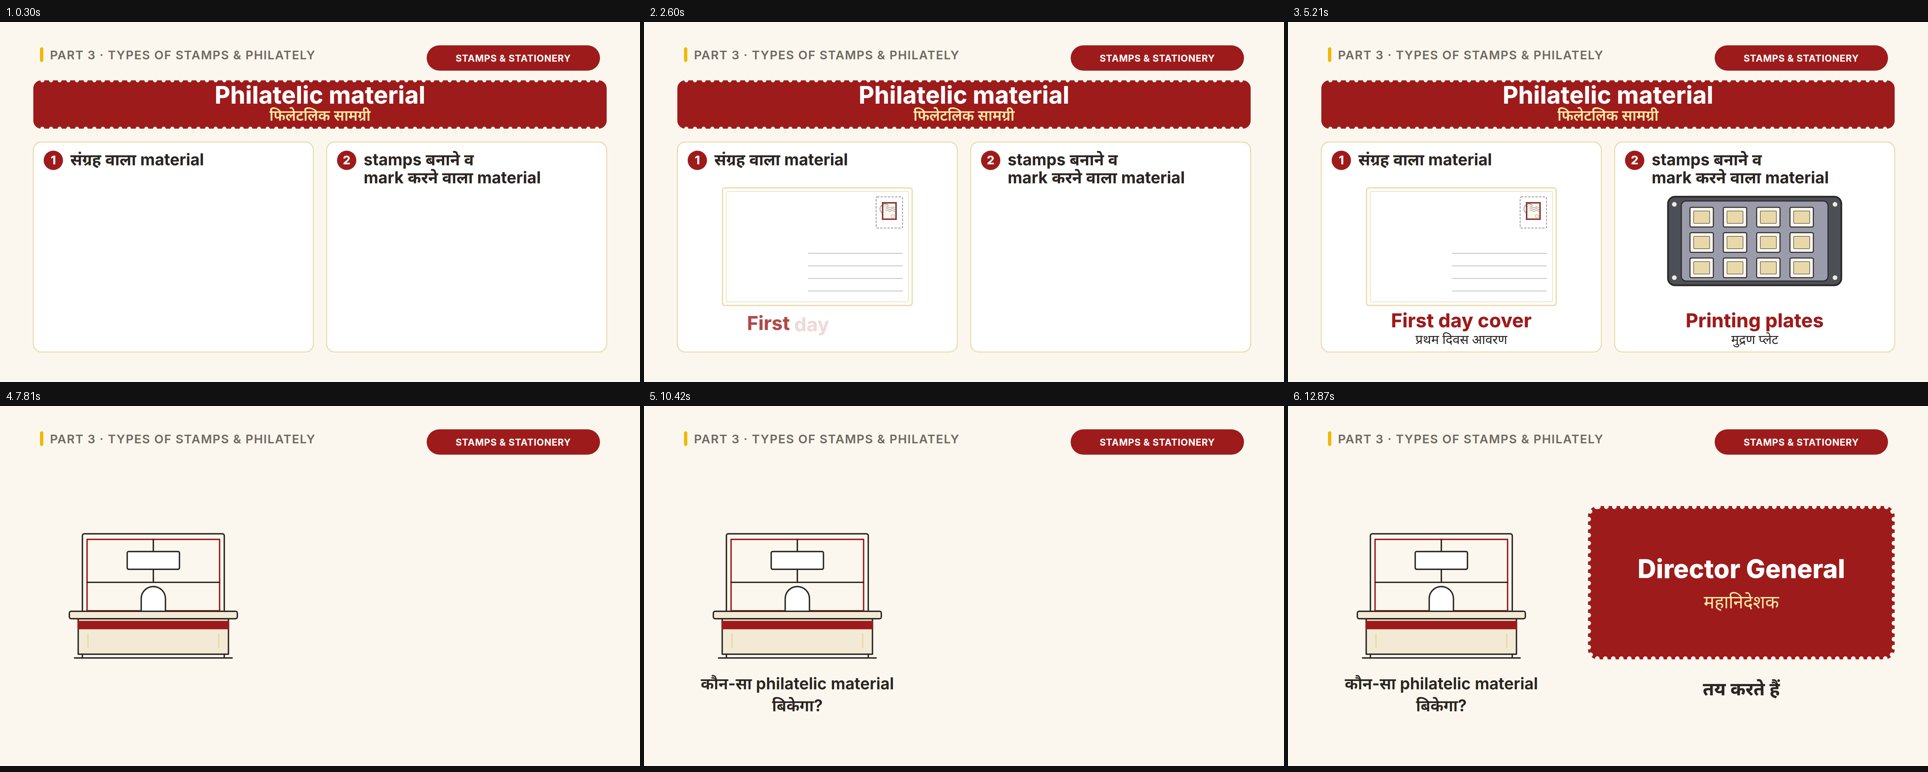 1. 0.30s
PART 3 · TYPES OF STAMPS & PHILATELY
STAMPS & STATIONERY
Philatelic material
फिलेटलिक सामग्री
1 संग्रह वाला material
2 stamps बनाने व
mark करने वाला material
2. 2.60s
PART 3 · TYPES OF STAMPS & PHILATELY
STAMPS & STATIONERY
Philatelic material
फिलेटलिक सामग्री
1 संग्रह वाला material
First day
2 stamps बनाने व
mark करने वाला material
3. 5.21s
PART 3 · TYPES OF STAMPS & PHILATELY
STAMPS & STATIONERY
Philatelic material
फिलेटलिक सामग्री
1 संग्रह वाला material
First day cover
प्रथम दिवस आवरण
2 stamps बनाने व
mark करने वाला material
Printing plates
मुद्रण प्लेट
4. 7.81s
PART 3 · TYPES OF STAMPS & PHILATELY
STAMPS & STATIONERY
5. 10.42s
PART 3 · TYPES OF STAMPS & PHILATELY
STAMPS & STATIONERY
कौन-सा philatelic material
बिकेगा?
6. 12.87s
PART 3 · TYPES OF STAMPS & PHILATELY
STAMPS & STATIONERY
कौन-सा philatelic material
बिकेगा?
Director General
महानिदेशक
तय करते हैं